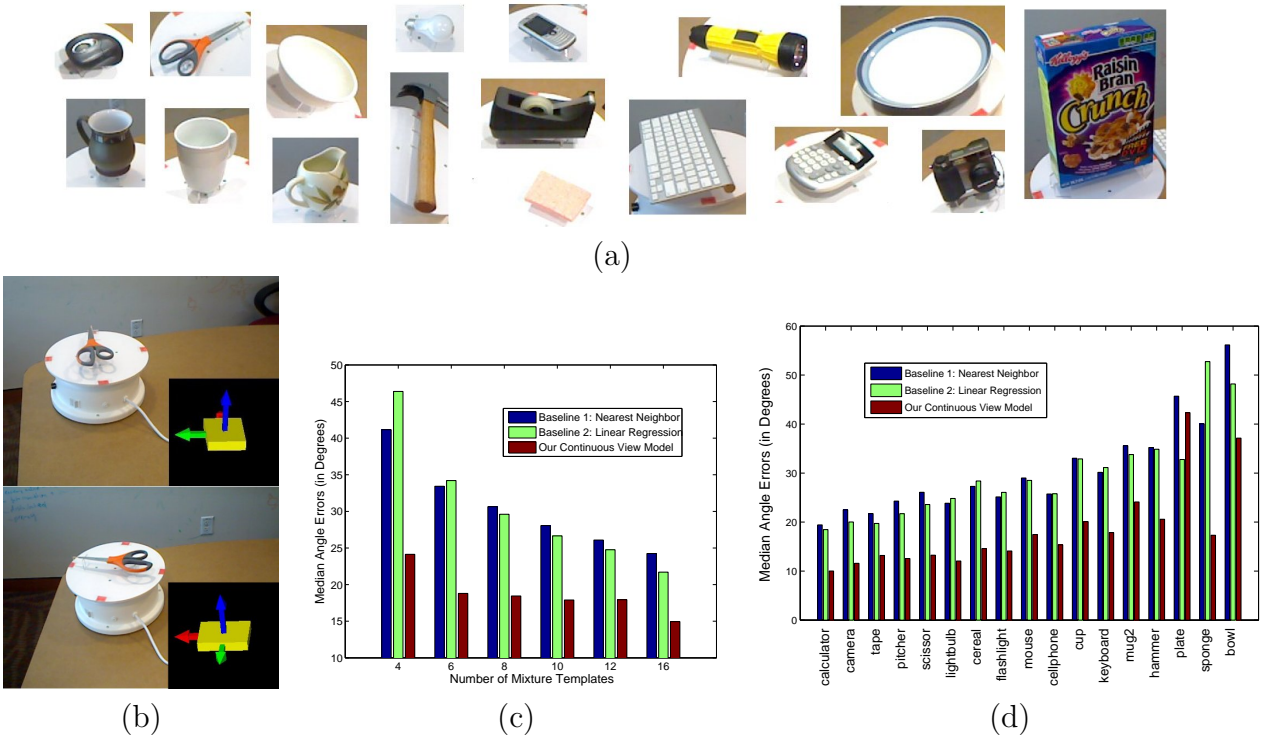 Kellogg's
Raisin
Bran
Crunch
FREE
(a)
50
45
40
35
30
25
20
15
10
Median Angle Errors (in Degrees)
Baseline 1: Nearest Neighbor
Baseline 2: Linear Regression
Our Continuous View Model
4 6 8 10 12 16
Number of Mixture Templates
60
50
40
30
20
10
0
Median Angle Errors (in Degrees)
Baseline 1: Nearest Neighbor
Baseline 2: Linear Regression
Our Continuous View Model
calculator
camera
tape
pitcher
scissor
lightbulb
cereal
flashlight
mouse
cellphone
cup
keyboard
mug2
hammer
plate
sponge
bowl
(b) (c) (d)